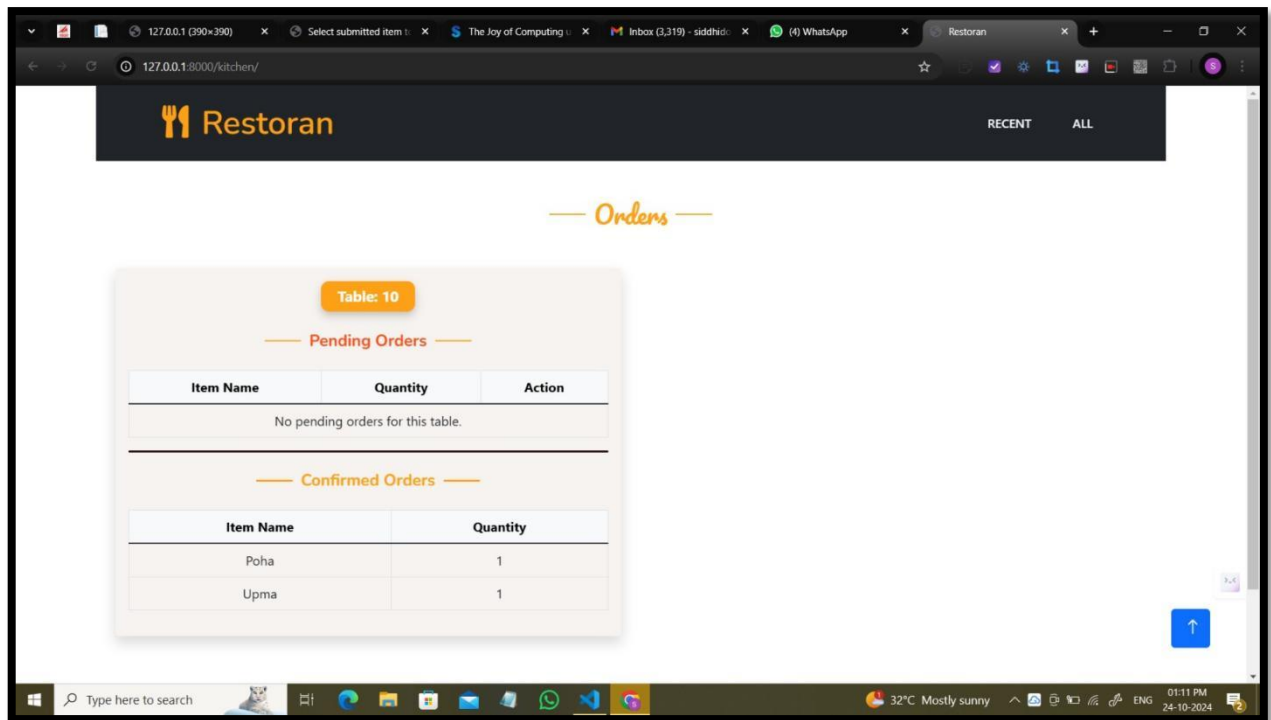 127.0.0.1 (390×390)
Select submitted item t
The Joy of Computing u
Inbox (3,319) - siddhido
(4) WhatsApp
Restoran
127.0.0.1:8000/kitchen/
S
Restoran
RECENT
ALL
Orders
Table: 10
Pending Orders
Item Name Quantity Action
No pending orders for this table.
Confirmed Orders
Item Name Quantity
Poha 1
Upma 1
Type here to search
32°C Mostly sunny
ENG
01:11 PM
24-10-2024
2